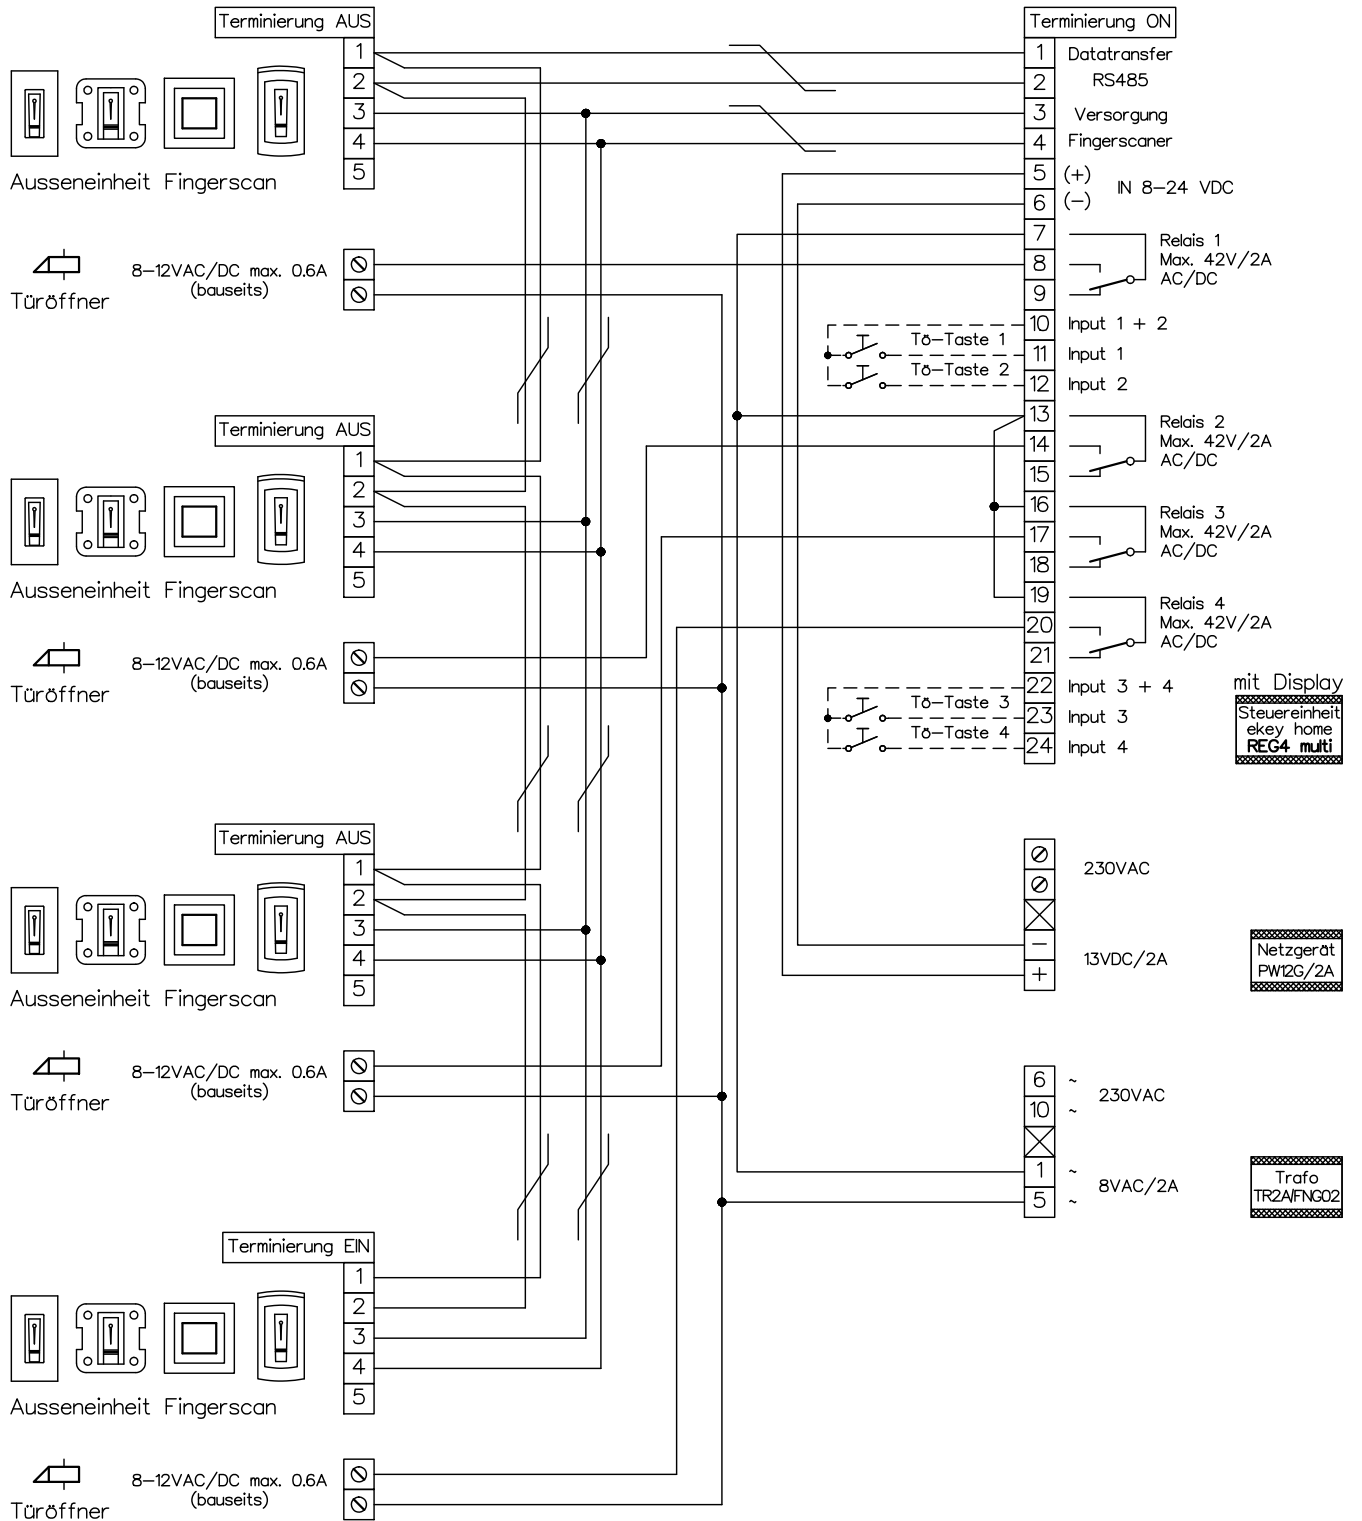 Terminierung AUS
1
2
3
4
5
Ausseneinheit Fingerscan
8-12VAC/DC max. 0.6A
(bauseits)
Türöffner
Terminierung AUS
1
2
3
4
5
Ausseneinheit Fingerscan
8-12VAC/DC max. 0.6A
(bauseits)
Türöffner
Terminierung AUS
1
2
3
4
5
Ausseneinheit Fingerscan
8-12VAC/DC max. 0.6A
(bauseits)
Türöffner
Terminierung EIN
1
2
3
4
5
Ausseneinheit Fingerscan
8-12VAC/DC max. 0.6A
(bauseits)
Türöffner
Terminierung ON
1 Datatransfer
2 RS485
3 Versorgung
4 Fingerscaner
5 (+)
IN 8-24 VDC
6 (-)
7 Relais 1
8 Max. 42V/2A
9 AC/DC
10 Input 1 + 2
Tö-Taste 1 11 Input 1
Tö-Taste 2 12 Input 2
13 Relais 2
14 Max. 42V/2A
15 AC/DC
16 Relais 3
17 Max. 42V/2A
18 AC/DC
19 Relais 4
20 Max. 42V/2A
21 AC/DC
22 Input 3 + 4
Tö-Taste 3 23 Input 3
Tö-Taste 4 24 Input 4
mit Display
Steuereinheit
ekey home
REG4 multi
230VAC
-
13VDC/2A
+
Netzgerät
PW12G/2A
6 ~
230VAC
10 ~
1 ~
8VAC/2A
5 ~
Trafo
TR2A/FNG02